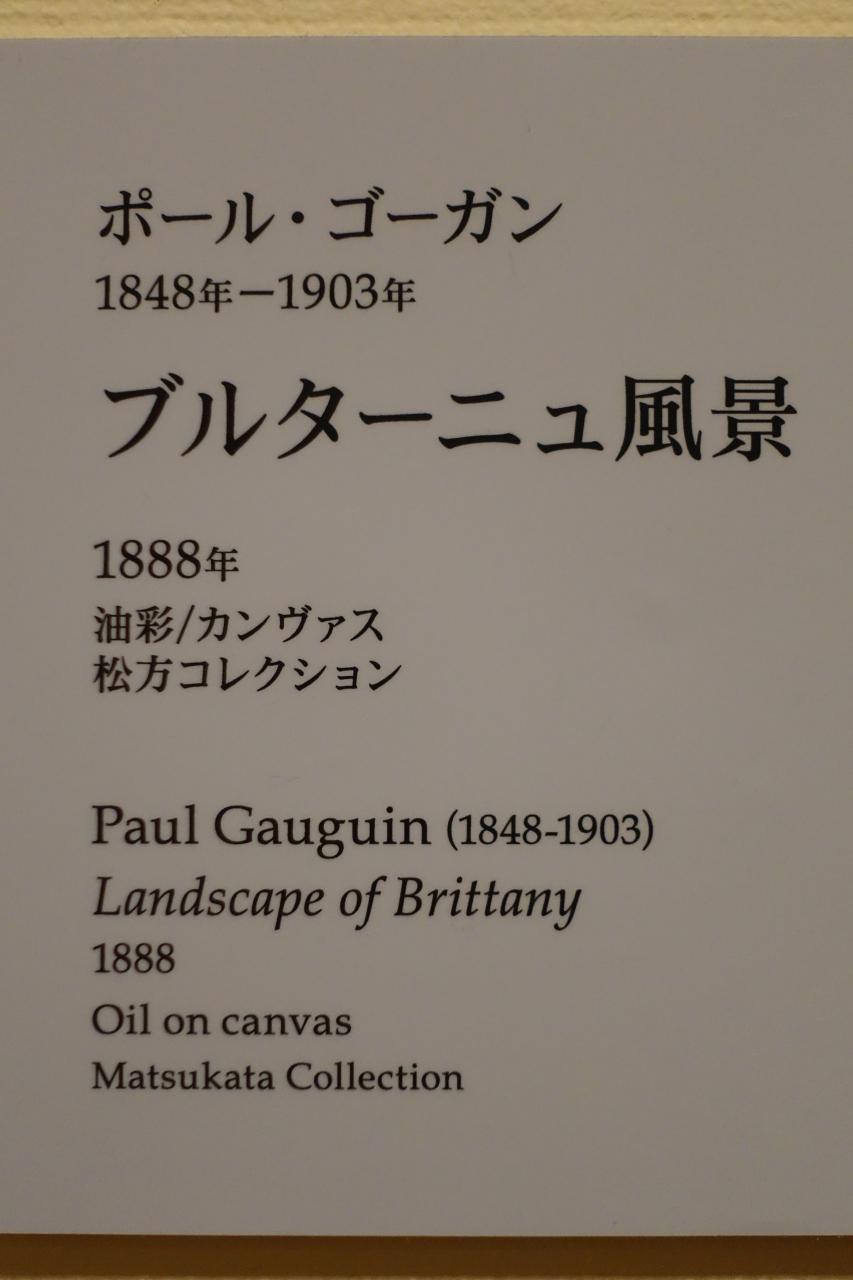 ポール・ゴーガン
1848年－1903年
ブルターニュ風景
1888年
油彩/カンヴァス
松方コレクション
Paul Gauguin (1848-1903)
Landscape of Brittany
1888
Oil on canvas
Matsukata Collection